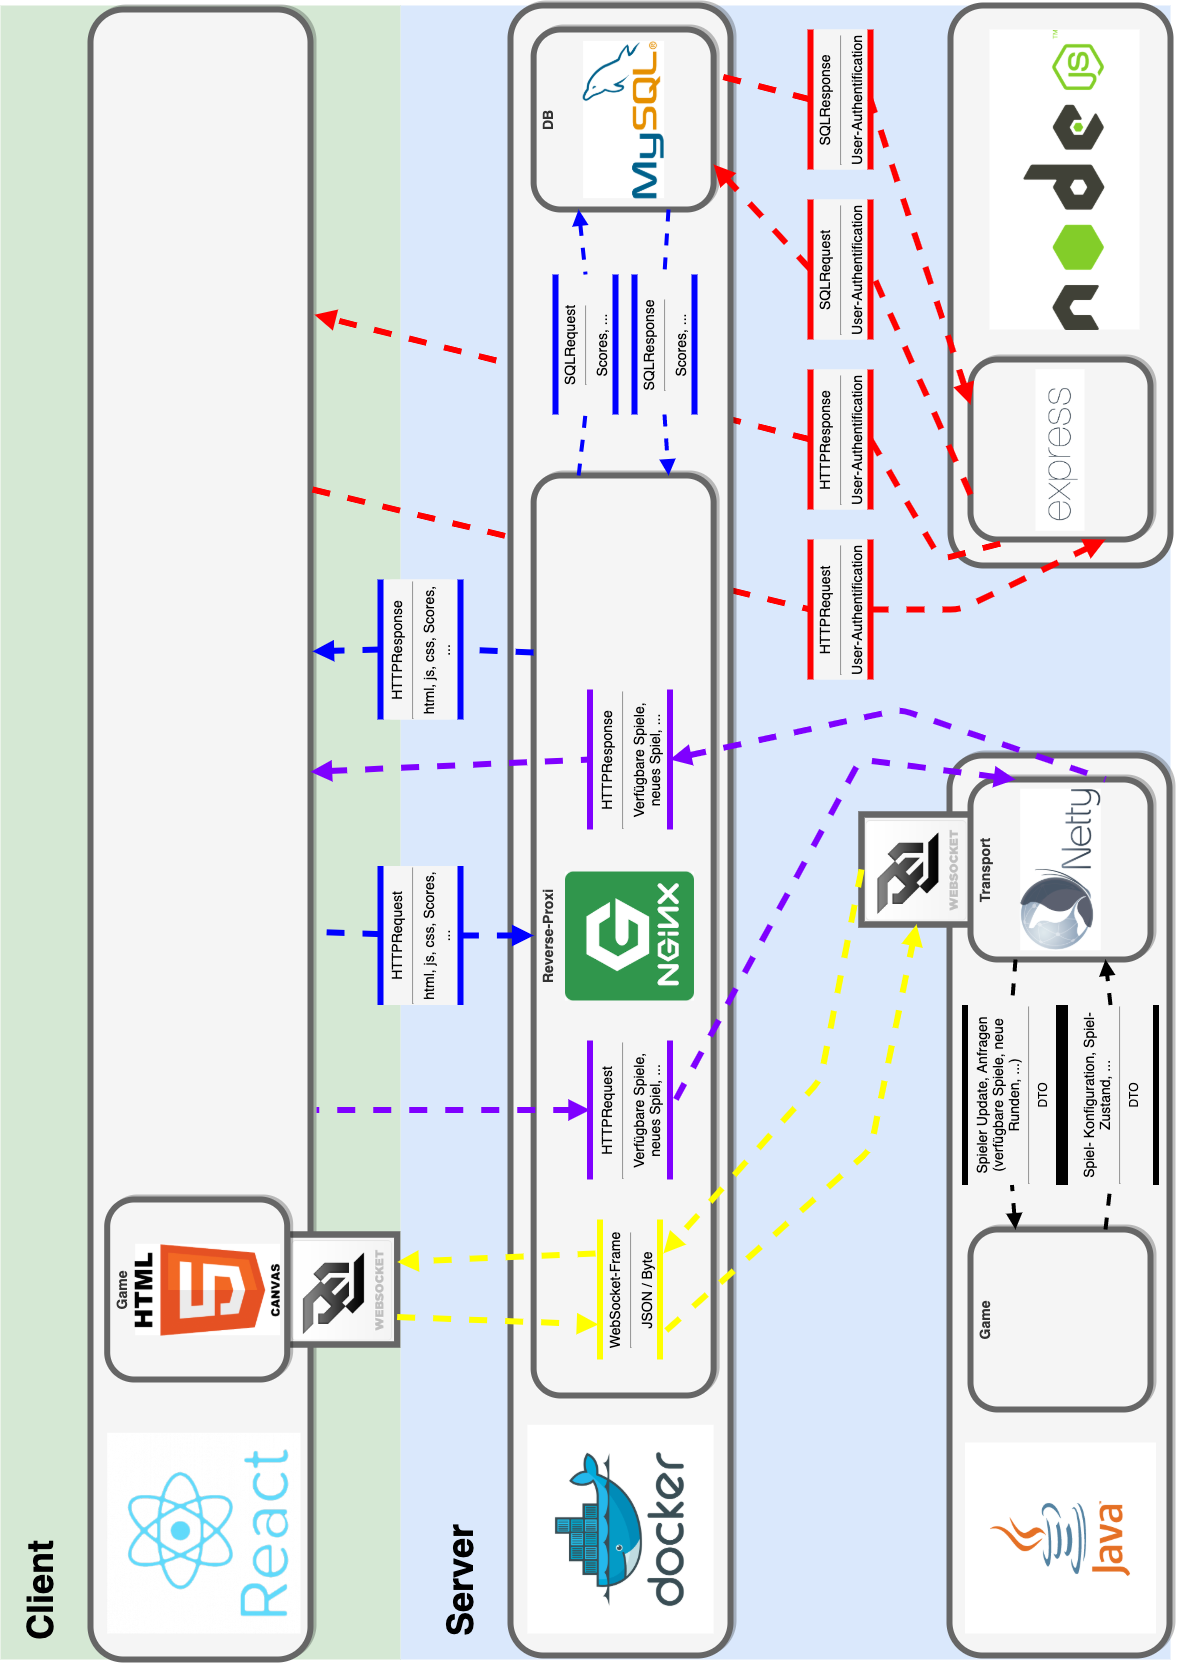 Client
React
Game
HTML
5
CANVAS
WEBSOCKET
HTTPRequest
html, js, css, Scores,
...
HTTPResponse
html, js, css, Scores,
...
Server
docker
Reverse-Proxi
NGiNX
WebSocket-Frame
JSON / Byte
HTTPRequest
Verfügbare Spiele,
neues Spiel, ...
HTTPResponse
Verfügbare Spiele,
neues Spiel, ...
SQLRequest
Scores, ...
SQLResponse
Scores, ...
DB
MySQL®
HTTPRequest
User-Authentification
HTTPResponse
User-Authentification
SQLRequest
User-Authentification
SQLResponse
User-Authentification
Java
Game
Spieler Update, Anfragen
(verfügbare Spiele, neue
Runden, ...)
DTO
Spiel- Konfiguration, Spiel-
Zustand, ...
DTO
WEBSOCKET
Transport
Netty
express
node
JS
TM